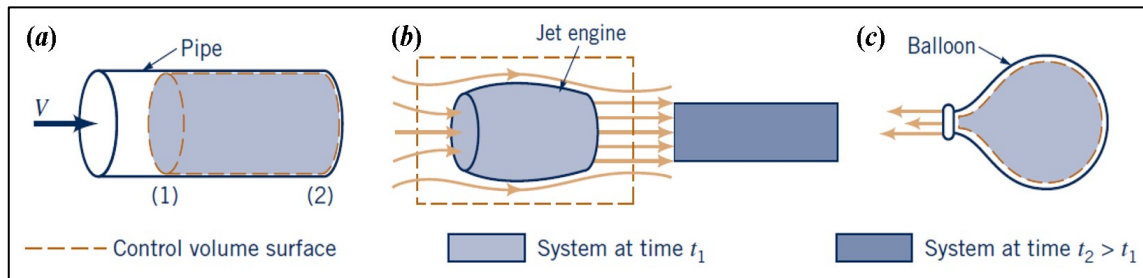 (a)
Pipe
V
(1)
(2)
(b)
Jet engine
(c)
Balloon
Control volume surface
System at time t₁
System at time t₂ > t₁